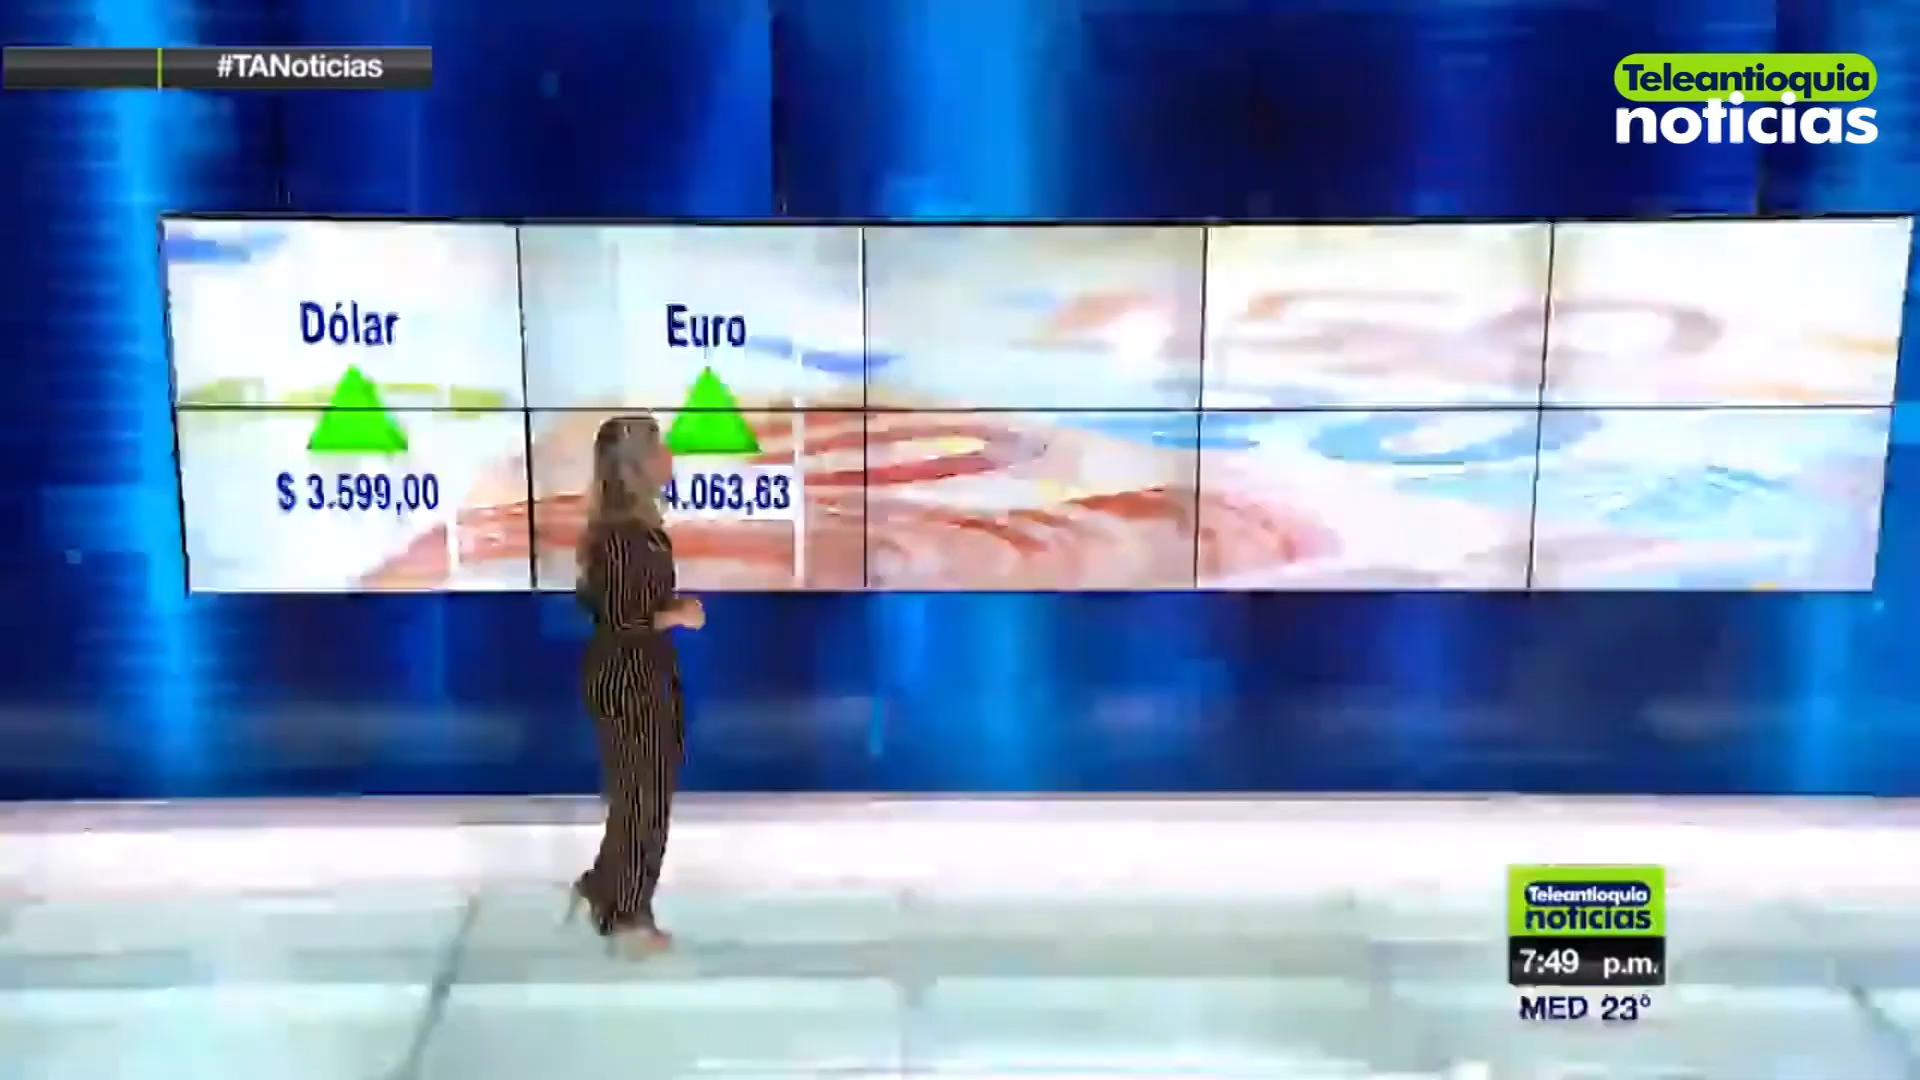 #TANoticias
Teleantioquia
noticias
Dólar
Euro
$ 3.599,00
4.063,63
Teleantioquia
noticias
7:49 p.m.
MED 23°